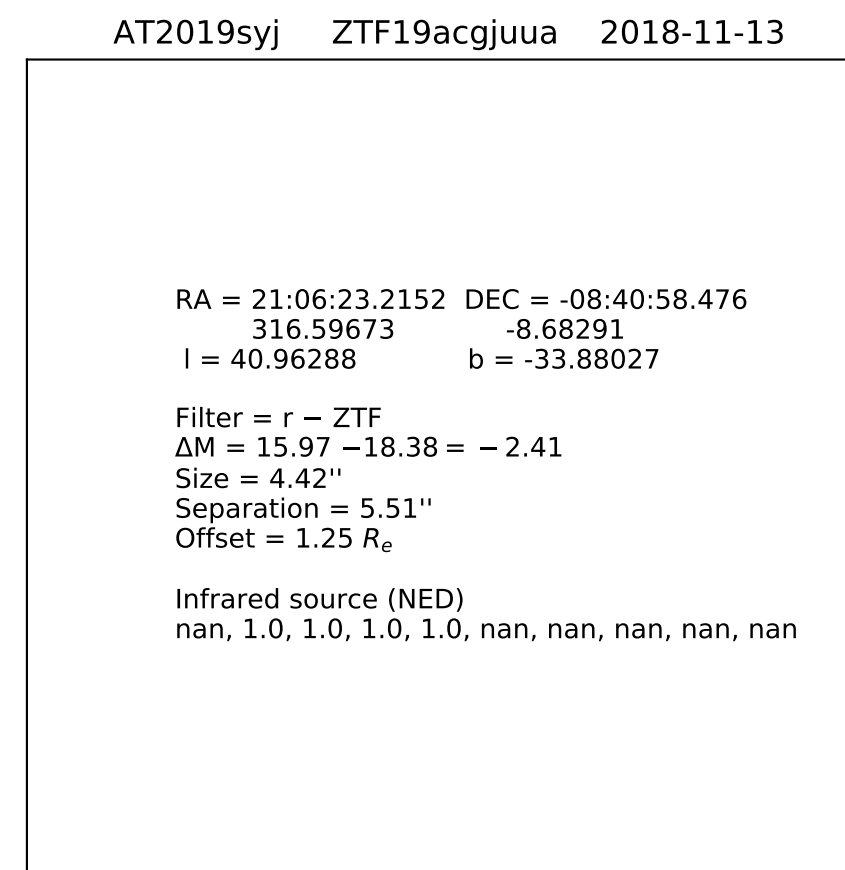 AT2019syj ZTF19acgjuua 2018-11-13
RA = 21:06:23.2152 DEC = -08:40:58.476
316.59673 -8.68291
l = 40.96288 b = -33.88027
Filter = r − ZTF
ΔM = 15.97 −18.38 = − 2.41
Size = 4.42''
Separation = 5.51''
Offset = 1.25 Re
Infrared source (NED)
nan, 1.0, 1.0, 1.0, 1.0, nan, nan, nan, nan, nan